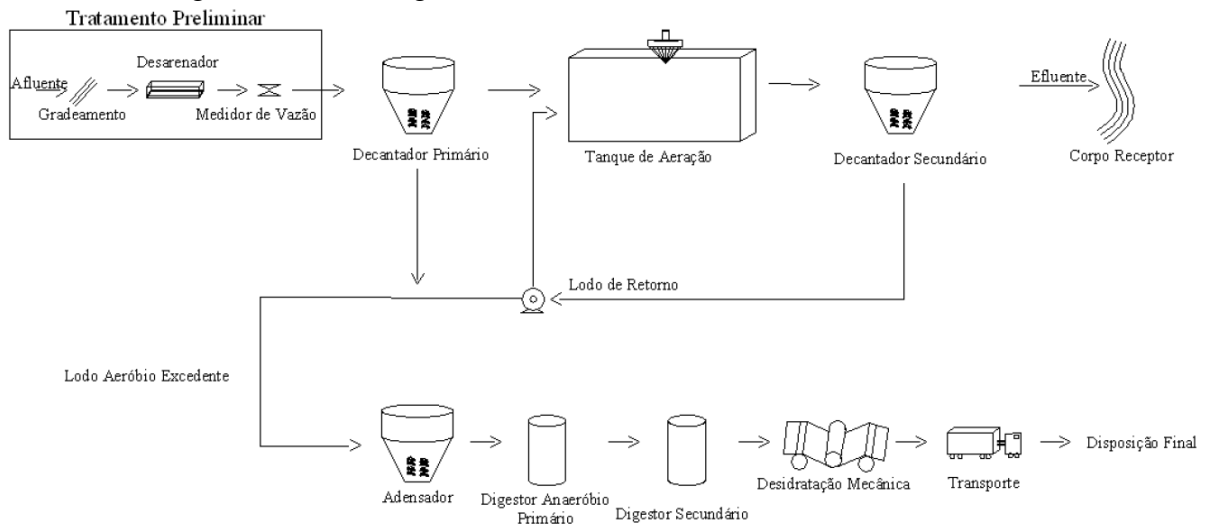 Tratamento Preliminar
Afluente
Gradeamento
Desarenador
Medidor de Vazão
Decantador Primário
Tanque de Aeração
Decantador Secundário
Efluente
Corpo Receptor
Lodo de Retorno
Lodo Aeróbio Excedente
Adensador
Digestor Anaeróbio
Primário
Digestor Secundário
Desidratação Mecânica
Transporte
Disposição Final